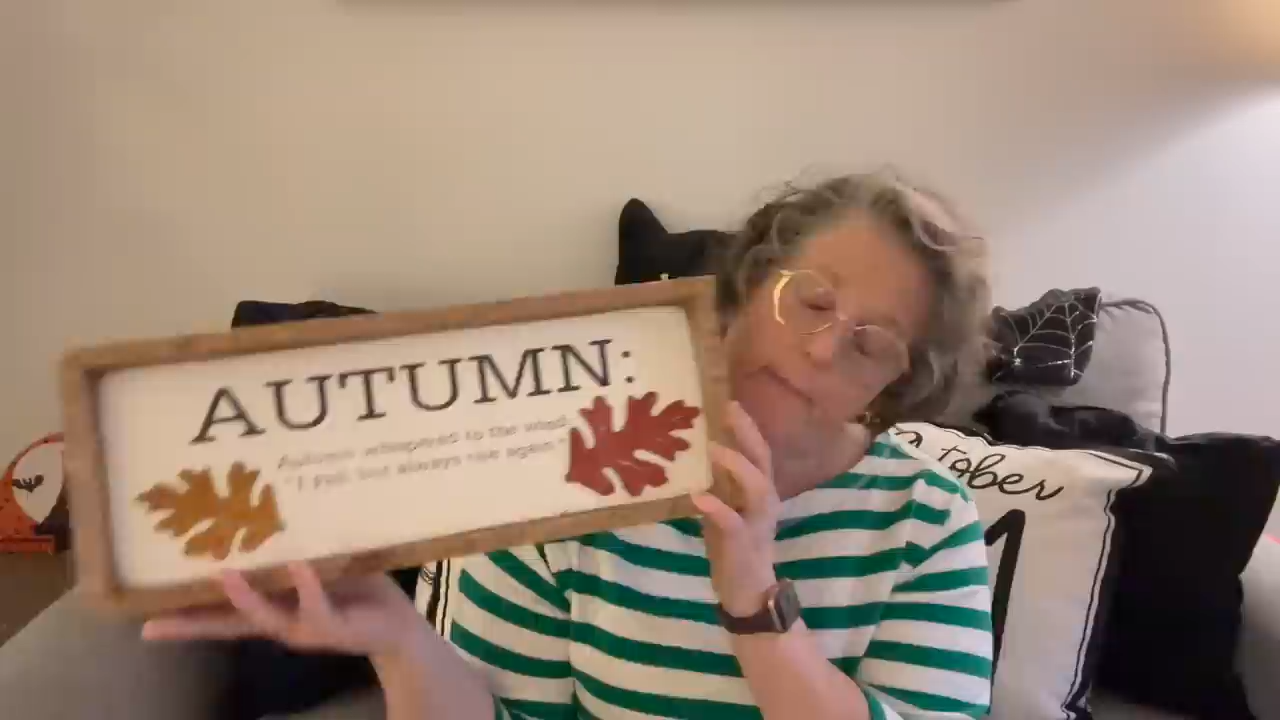 AUTUMN:
Autumn whispered to the wind,
"I fall, but always rise again."
tober
1